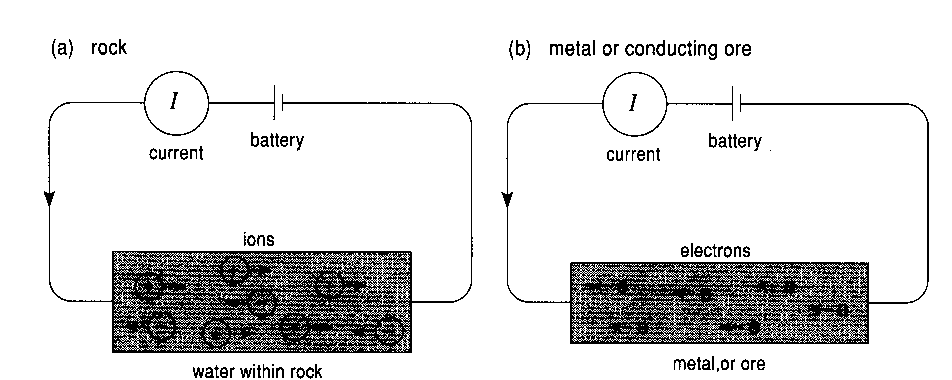 (a) rock
I
current
battery
ions
water within rock
(b) metal or conducting ore
I
current
battery
electrons
metal,or ore